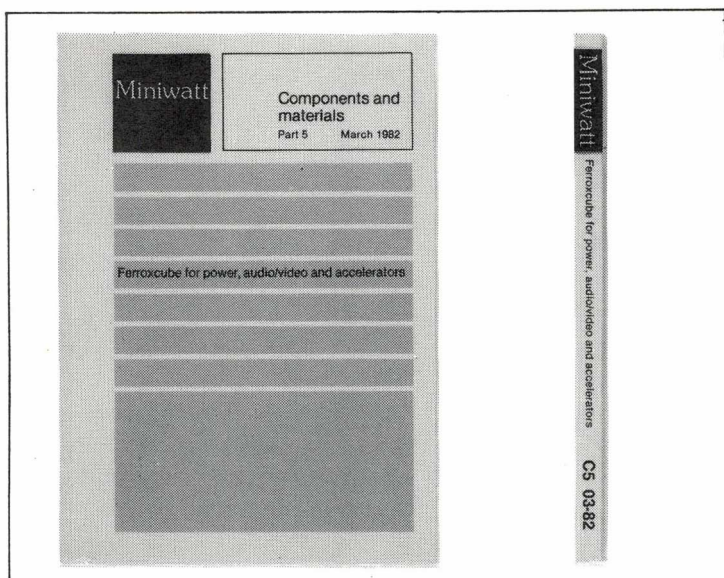 Miniwatt
Components and
materials
Part 5 March 1982
Ferroxcube for power, audio/video and accelerators
Miniwatt
Ferroxcube for power, audio/video and accelerators
C5 03-82